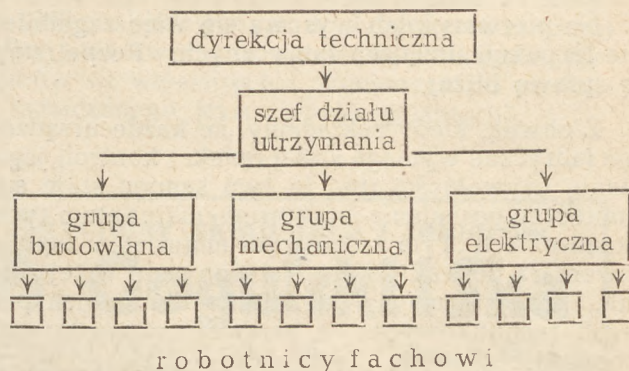 dyrekcja techniczna
szef działu
utrzymania
grupa
budowlana
grupa
mechaniczna
grupa
elektryczna
robotnicy fachowi